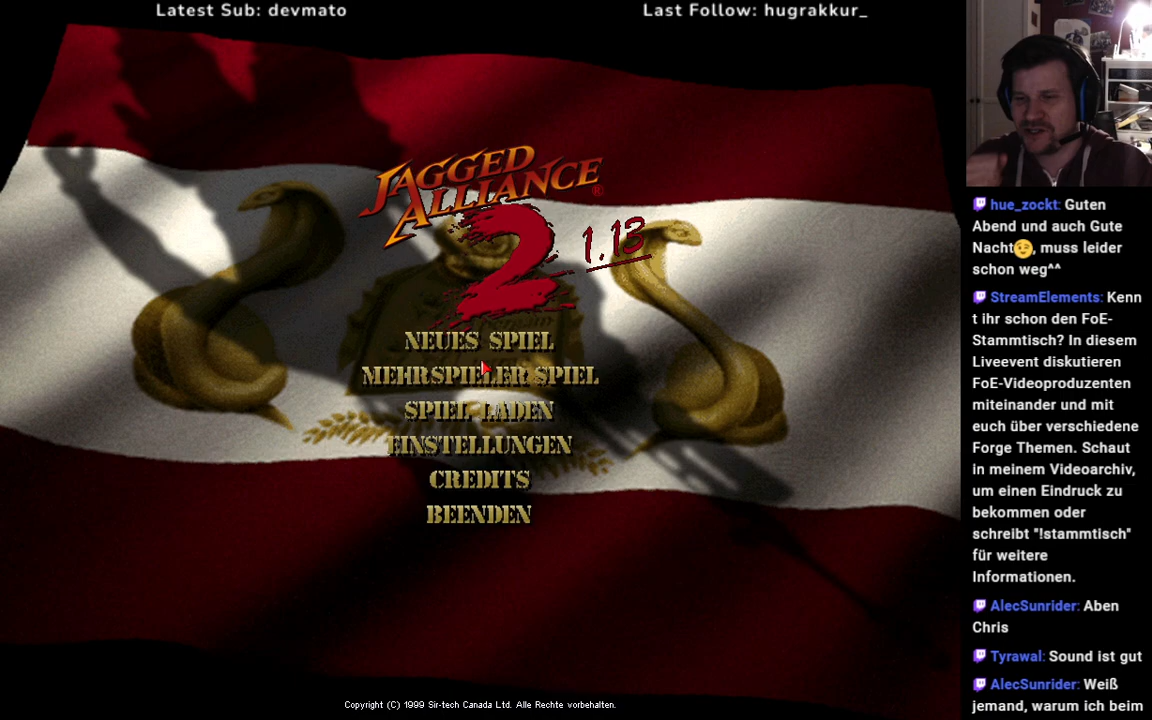 Latest Sub: devmato
Last Follow: hugrakkur_
JAGGED
ALLIANCE®
2
1.13
NEUES SPIEL
MEHRSPIELER SPIEL
SPIEL LADEN
EINSTELLUNGEN
CREDITS
BEENDEN
Copyright (C) 1999 Sir-tech Canada Ltd. Alle Rechte vorbehalten.
hue_zockt: Guten
Abend und auch Gute
Nacht😉, muss leider
schon weg^^
StreamElements: Kenn
t ihr schon den FoE-
Stammtisch? In diesem
Liveevent diskutieren
FoE-Videoproduzenten
miteinander und mit
euch über verschiedene
Forge Themen. Schaut
in meinem Videoarchiv,
um einen Eindruck zu
bekommen oder
schreibt "!stammtisch"
für weitere
Informationen.
AlecSunrider: Aben
Chris
Tyrawal: Sound ist gut
AlecSunrider: Weiß
jemand, warum ich beim